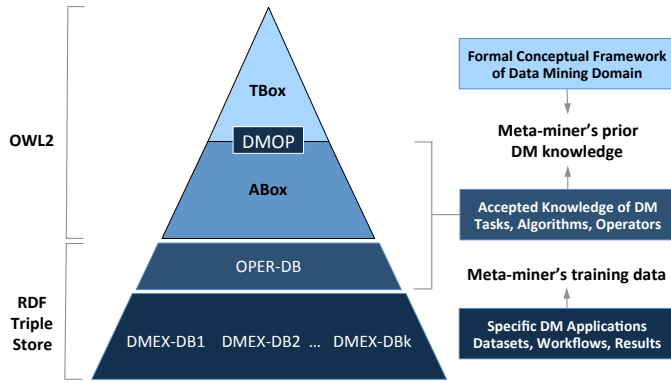 OWL2
RDF
Triple
Store
TBox
DMOP
ABox
OPER-DB
DMEX-DB1 DMEX-DB2 ... DMEX-DBk
Formal Conceptual Framework
of Data Mining Domain
Meta-miner's prior
DM knowledge
Accepted Knowledge of DM
Tasks, Algorithms, Operators
Meta-miner's training data
Specific DM Applications
Datasets, Workflows, Results